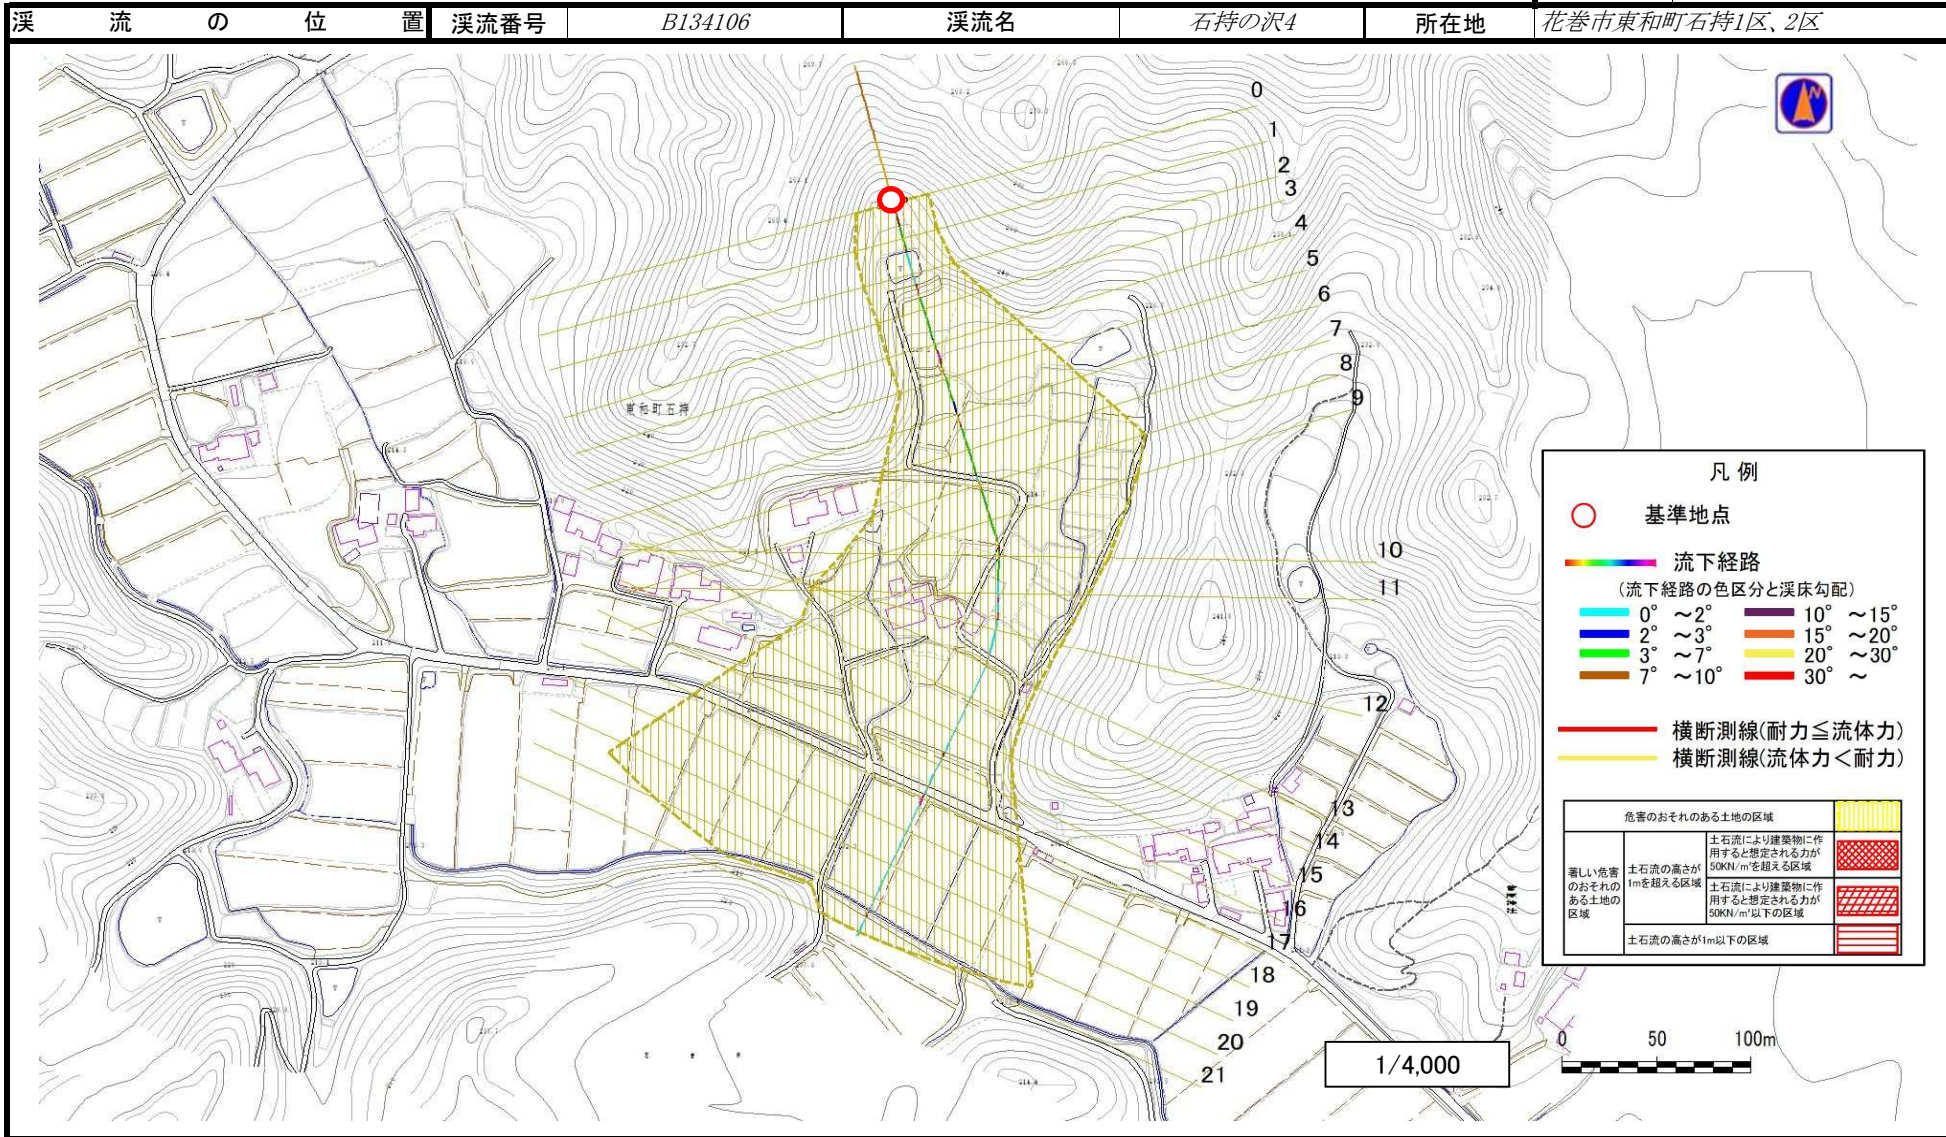 渓流の位置 渓流番号 B134106 渓流名 石持の沢4 所在地 花巻市東和町石持1区、2区
N
0
1
2
3
4
5
6
7
8
9
10
11
12
13
14
15
16
17
18
19
20
21
東和町石持
凡例
基準地点
流下経路
(流下経路の色区分と渓床勾配)
0° ～2° 10° ～15°
2° ～3° 15° ～20°
3° ～7° 20° ～30°
7° ～10° 30° ～
横断測線(耐力≦流体力)
横断測線(流体力＜耐力)
危害のおそれのある土地の区域
著しい危害のおそれのある土地の区域
土石流の高さが1mを超える区域
土石流により建築物に作用すると想定される力が50KN/㎡を超える区域
土石流により建築物に作用すると想定される力が50KN/㎡以下の区域
土石流の高さが1m以下の区域
1/4,000
0 50 100m